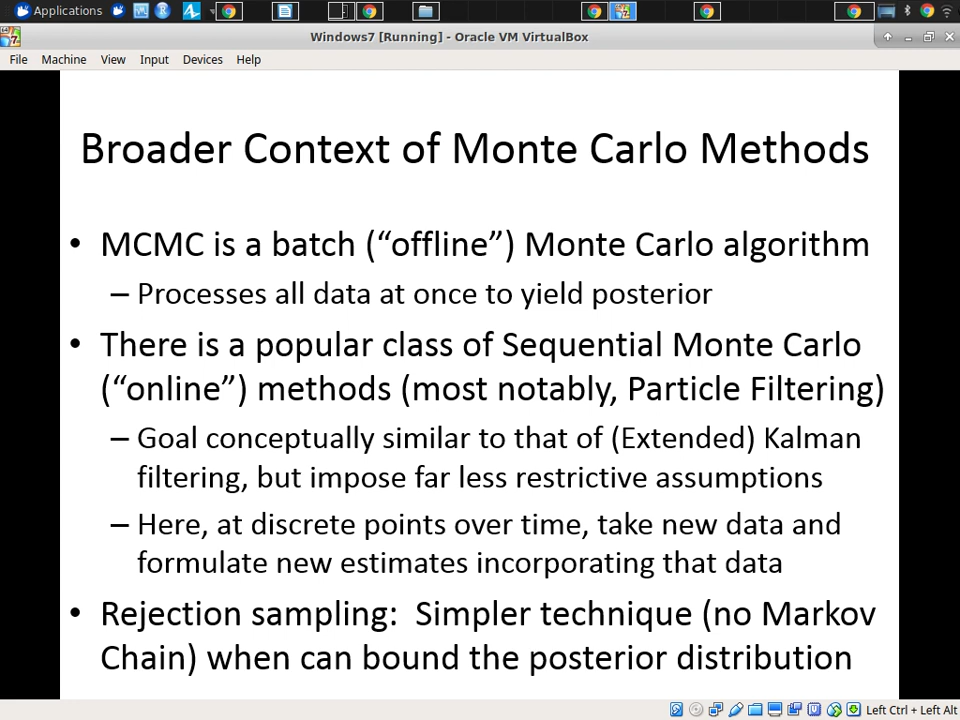 Applications
Windows7 [Running] - Oracle VM VirtualBox
File Machine View Input Devices Help
Broader Context of Monte Carlo Methods
• MCMC is a batch (“offline”) Monte Carlo algorithm
– Processes all data at once to yield posterior
• There is a popular class of Sequential Monte Carlo
(“online”) methods (most notably, Particle Filtering)
– Goal conceptually similar to that of (Extended) Kalman
filtering, but impose far less restrictive assumptions
– Here, at discrete points over time, take new data and
formulate new estimates incorporating that data
• Rejection sampling: Simpler technique (no Markov
Chain) when can bound the posterior distribution
Left Ctrl + Left Alt